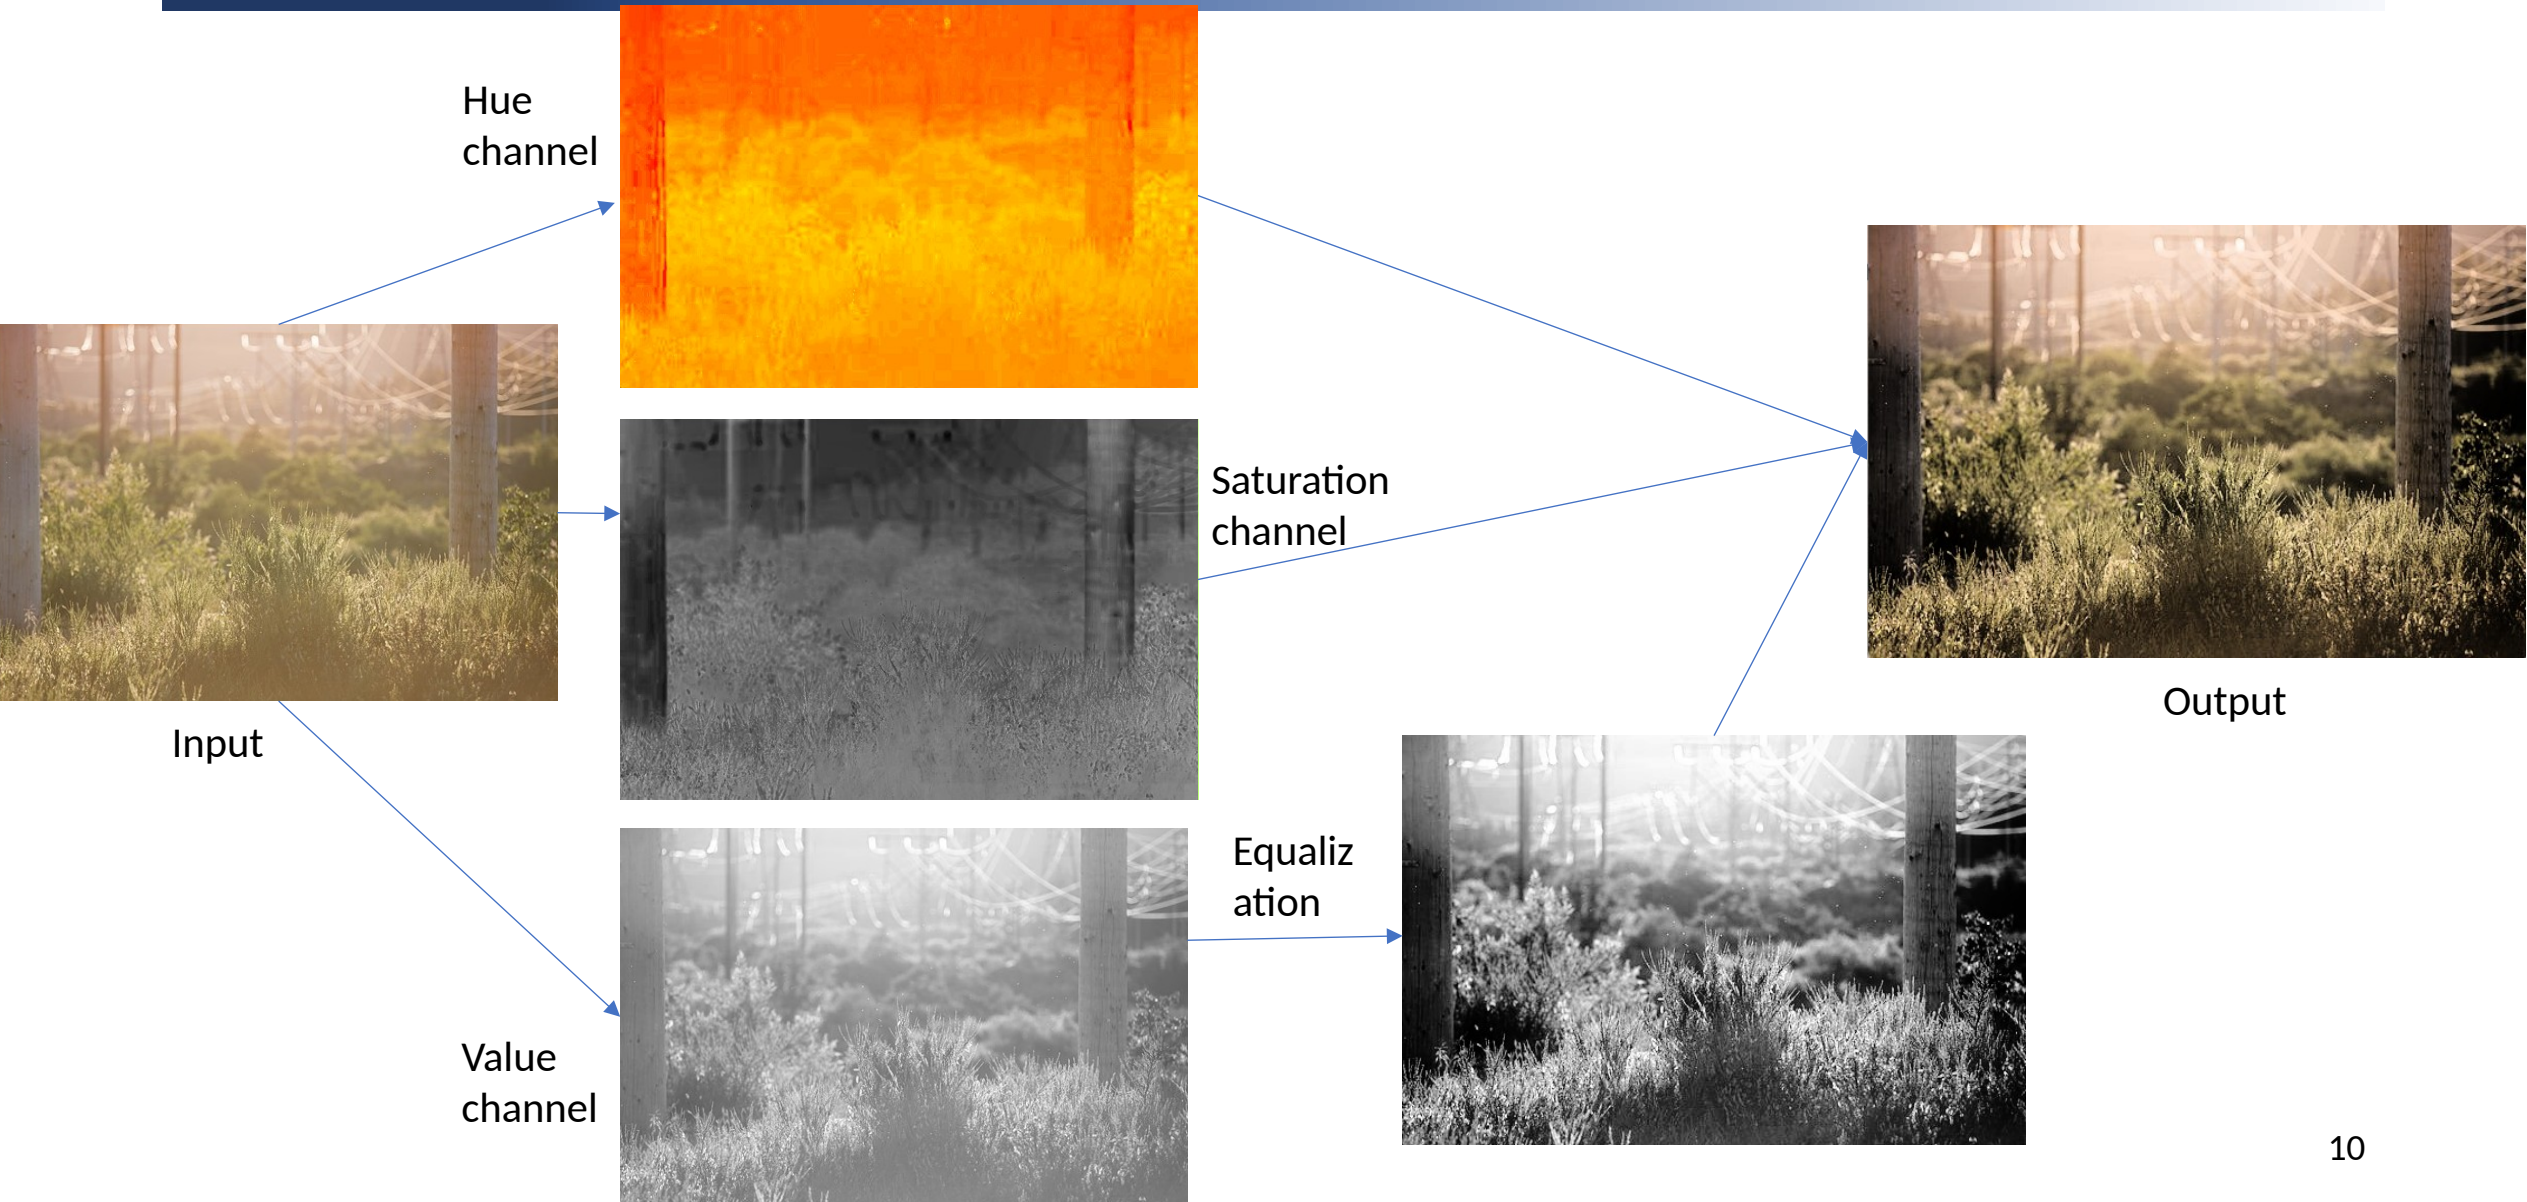 Hue
channel
Saturation
channel
Input
Output
Equaliz
ation
Value
channel
10